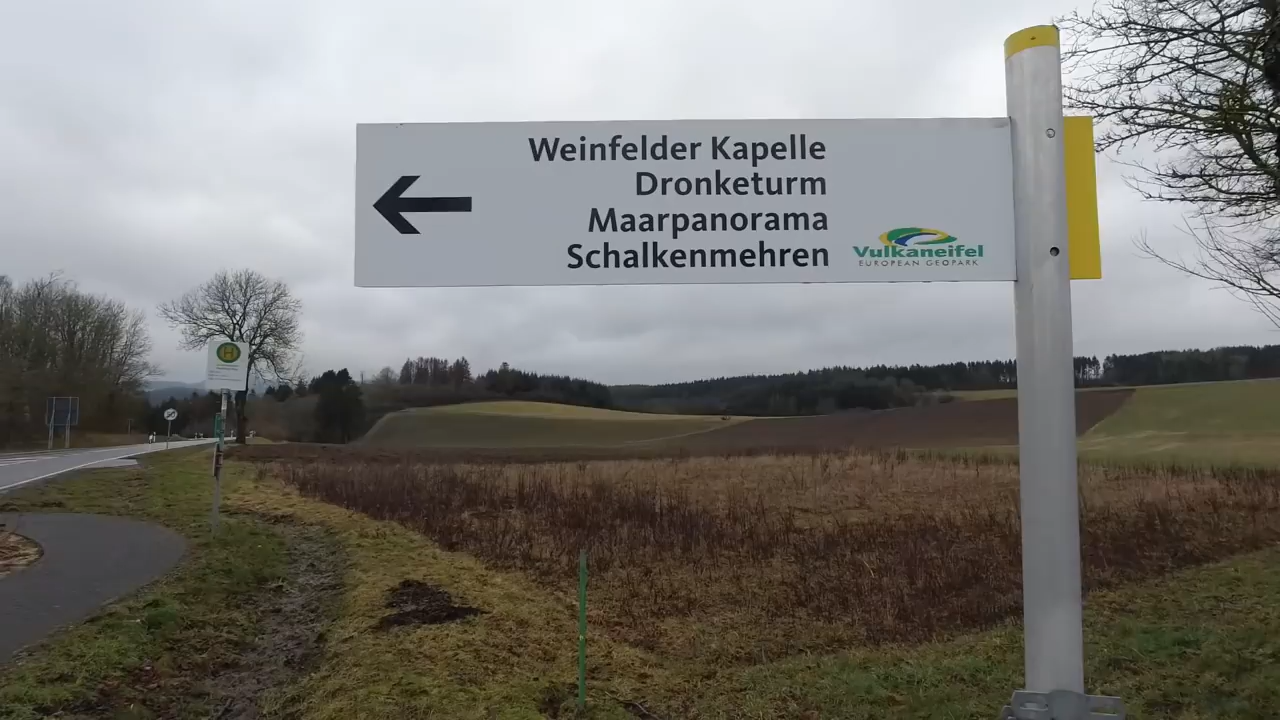 Weinfelder Kapelle
Dronketurm
Maarpanorama
Schalkenmehren
Vulkaneifel
EUROPEAN GEOPARK
H